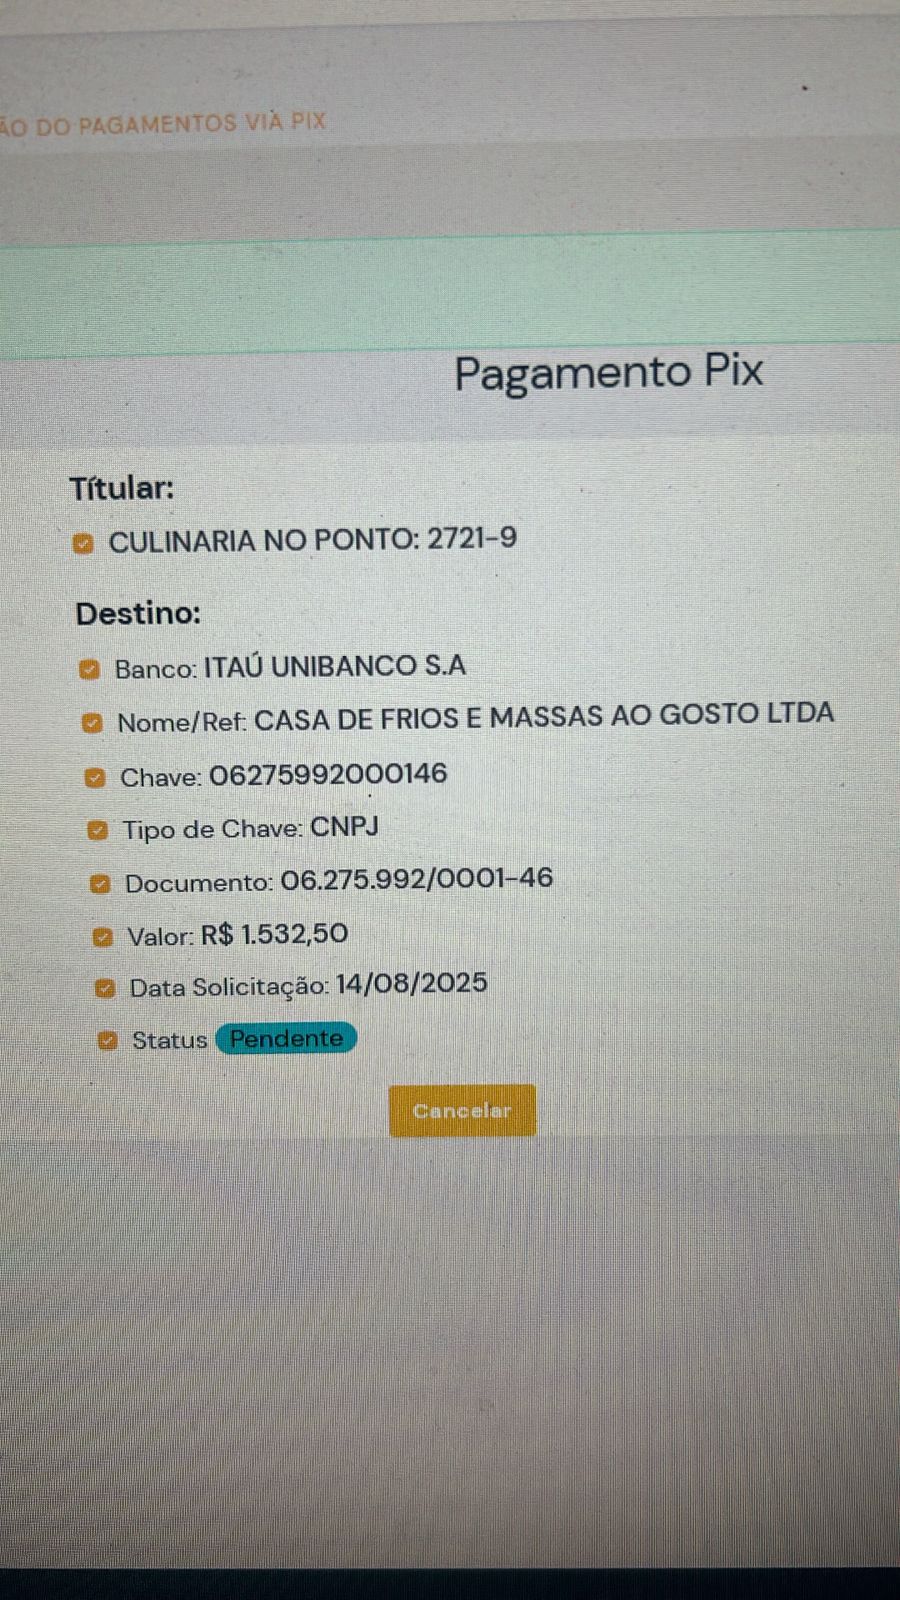 ÃO DO PAGAMENTOS VIA PIX
Pagamento Pix
Títular:
CULINARIA NO PONTO: 2721-9
Destino:
Banco: ITAÚ UNIBANCO S.A
Nome/Ref: CASA DE FRIOS E MASSAS AO GOSTO LTDA
Chave: 06275992000146
Tipo de Chave: CNPJ
Documento: 06.275.992/0001-46
Valor: R$ 1.532,50
Data Solicitação: 14/08/2025
Status Pendente
Cancelar